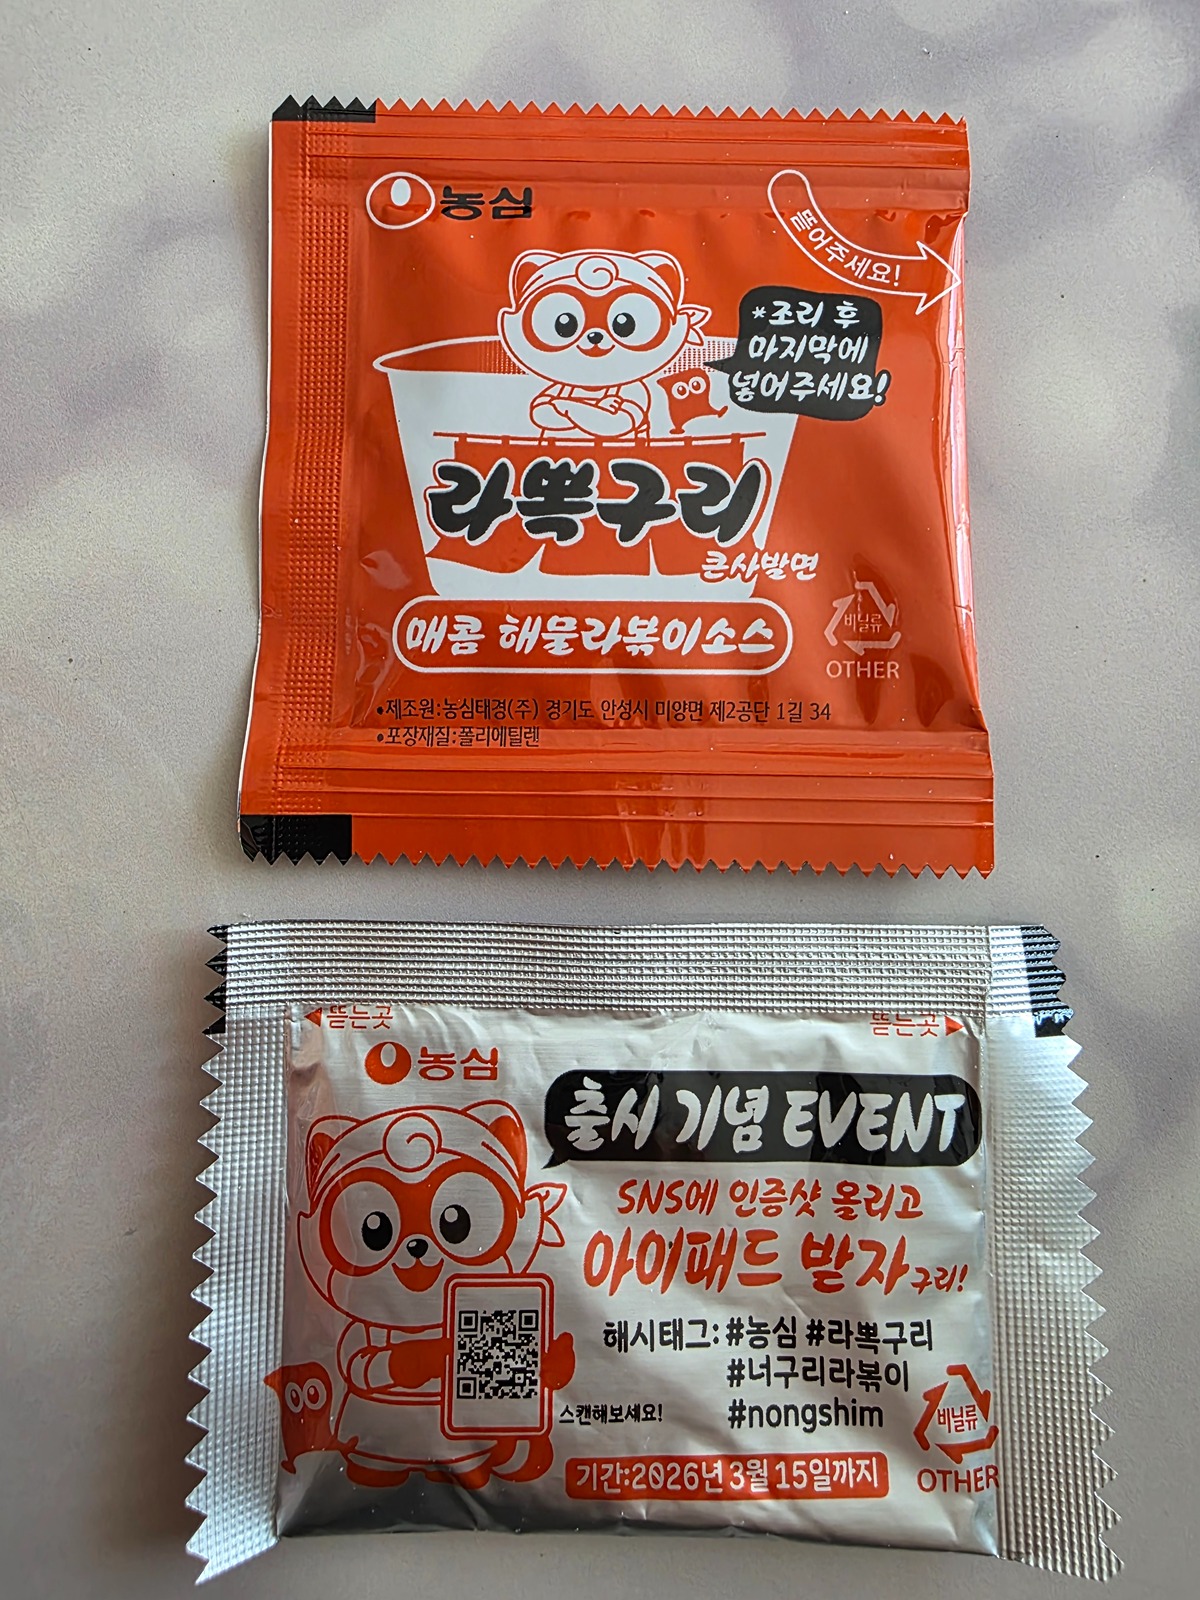 농심
뜯어주세요!
*조리 후
마지막에
넣어주세요!
라뽁구리
큰사발면
매콤 해물라볶이소스
비닐류
OTHER
•제조원:농심태경(주) 경기도 안성시 미양면 제2공단 1길 34
•포장재질:폴리에틸렌
뜯는곳
뜯는곳
농심
출시 기념 EVENT
SNS에 인증샷 올리고
아이패드 받자구리!
해시태그: #농심 #라뽁구리
#너구리라볶이
#nongshim
스캔해보세요!
비닐류
OTHER
기간:2026년 3월 15일까지